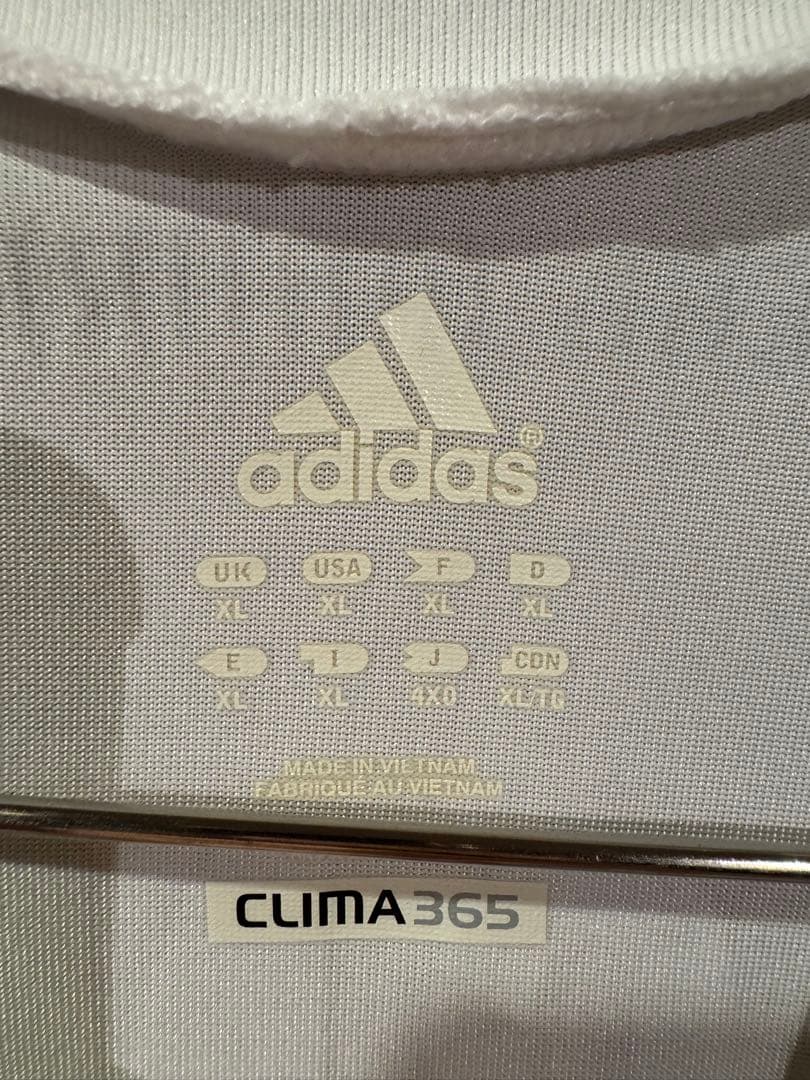 adidas®
UK USA F D
XL XL XL XL
E I J CDN
XL XL 4XO XL/TG
MADE IN VIETNAM
FABRIQUE AU VIETNAM
CLIMA365